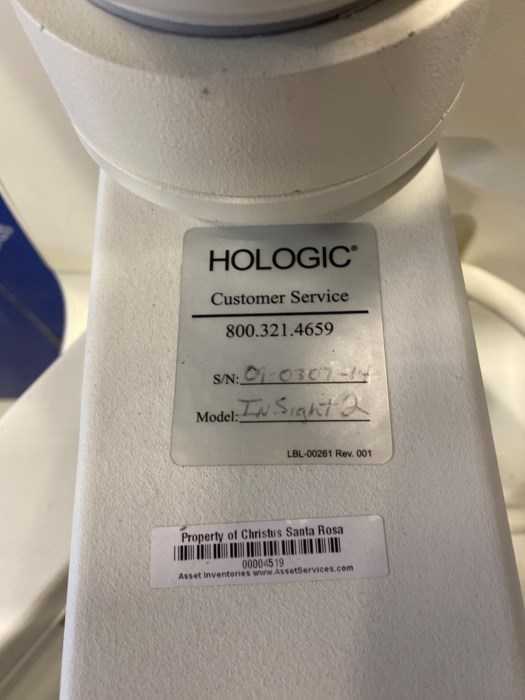 HOLOGIC®
Customer Service
800.321.4659
S/N: 09-0307-14
Model: InSight 2
LBL-00261 Rev. 001
Property of Christus Santa Rosa
00004519
Asset Inventories www.AssetServices.com